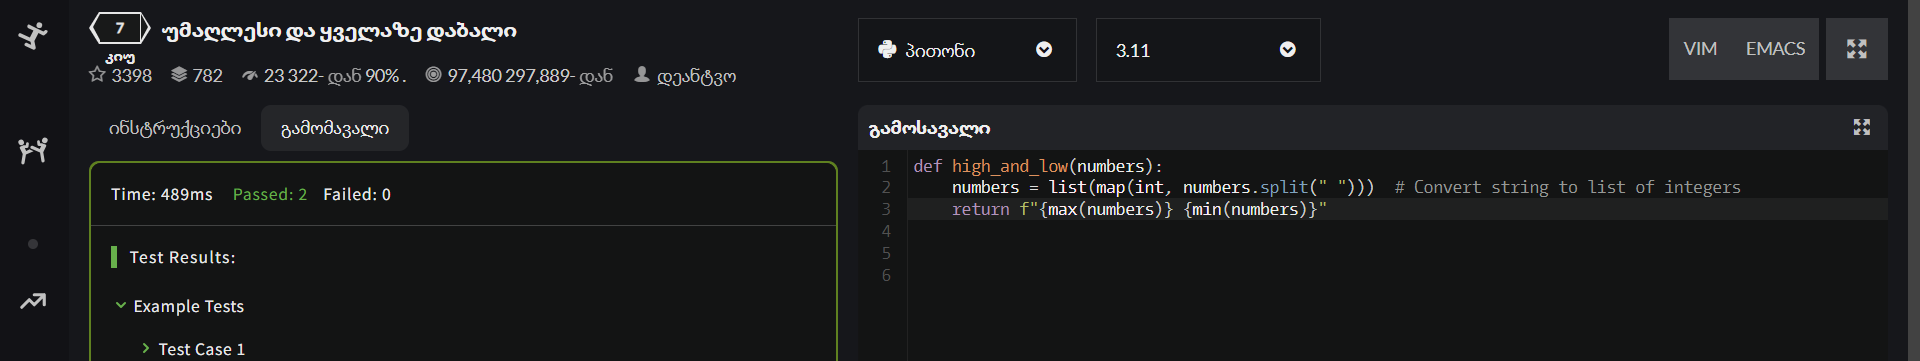 7 უმაღლესი და ყველაზე დაბალი
კიუ
3398 782 23 322- დან 90% . 97,480 297,889- დან დეანტვო
ინსტრუქციები გამომავალი
Time: 489ms Passed: 2 Failed: 0
Test Results:
Example Tests
Test Case 1
პითონი 3.11 VIM EMACS
გამოსავალი
1 def high_and_low(numbers):
2 numbers = list(map(int, numbers.split(" "))) # Convert string to list of integers
3 return f"{max(numbers)} {min(numbers)}"
4
5
6